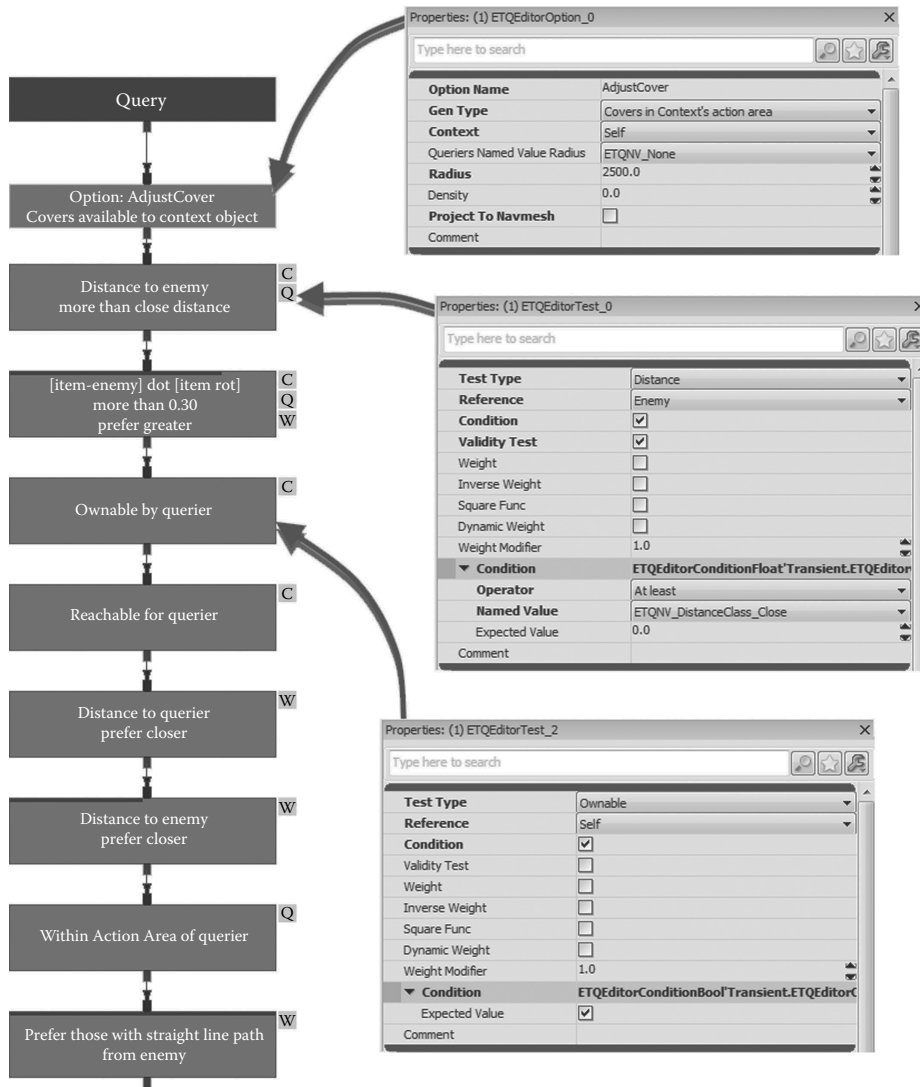 Query
Option: AdjustCover
Covers available to context object
Distance to enemy
more than close distance
C
Q
[item-enemy] dot [item rot]
more than 0.30
prefer greater
C
Q
W
Ownable by querier
C
Reachable for querier
C
Distance to querier
prefer closer
W
Distance to enemy
prefer closer
W
Within Action Area of querier
Q
Prefer those with straight line path
from enemy
W
Properties: (1) ETQEditorOption_0
Type here to search
Option Name AdjustCover
Gen Type Covers in Context's action area
Context Self
Queriers Named Value Radius ETQNV_None
Radius 2500.0
Density 0.0
Project To Navmesh
Comment
Properties: (1) ETQEditorTest_0
Type here to search
Test Type Distance
Reference Enemy
Condition
Validity Test
Weight
Inverse Weight
Square Func
Dynamic Weight
Weight Modifier 1.0
Condition ETQEditorConditionFloat'Transient.ETQEditor
Operator At least
Named Value ETQNV_DistanceClass_Close
Expected Value 0.0
Comment
Properties: (1) ETQEditorTest_2
Type here to search
Test Type Ownable
Reference Self
Condition
Validity Test
Weight
Inverse Weight
Square Func
Dynamic Weight
Weight Modifier 1.0
Condition ETQEditorConditionBool'Transient.ETQEditorC
Expected Value
Comment